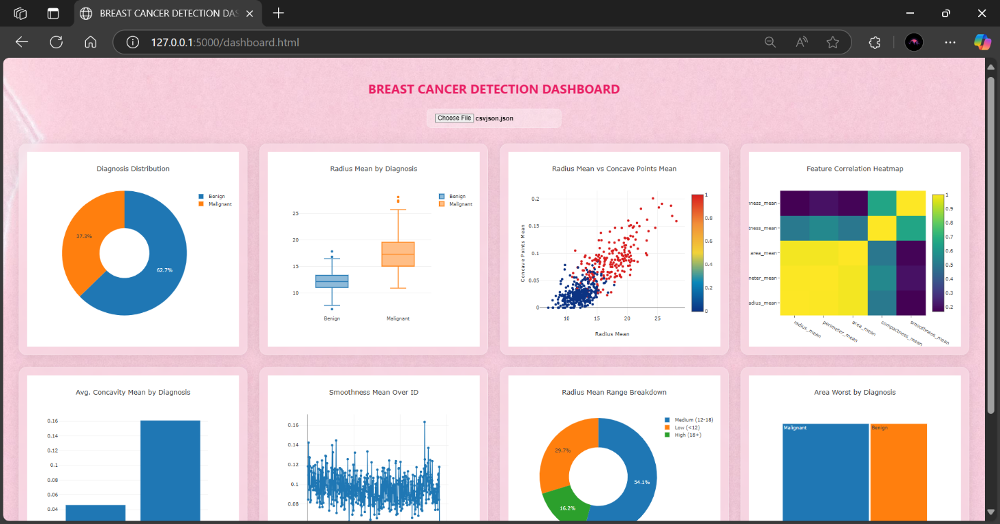 BREAST CANCER DETECTION DAS
127.0.0.1:5000/dashboard.html
BREAST CANCER DETECTION DASHBOARD
Choose File csvjson.json
Diagnosis Distribution
Benign
Malignant
37.3%
62.7%
Radius Mean by Diagnosis
Benign
Malignant
25
20
15
10
Benign
Malignant
Radius Mean vs Concave Points Mean
Concave Points Mean
0.2
0.15
0.1
0.05
0
10
15
20
25
Radius Mean
1
0.8
0.6
0.4
0.2
0
Feature Correlation Heatmap
ness_mean
tness_mean
area_mean
neter_mean
adius_mean
radius_mean
perimeter_mean
area_mean
compactness_mean
smoothness_mean
1
0.9
0.8
0.7
0.6
0.5
0.4
0.3
0.2
Avg. Concavity Mean by Diagnosis
0.16
0.14
0.12
0.1
0.08
0.06
0.04
Smoothness Mean Over ID
0.16
0.14
0.12
0.1
0.08
Radius Mean Range Breakdown
Medium (12-18)
Low (<12)
High (18+)
29.7%
54.1%
16.2%
Area Worst by Diagnosis
Malignant
Benign